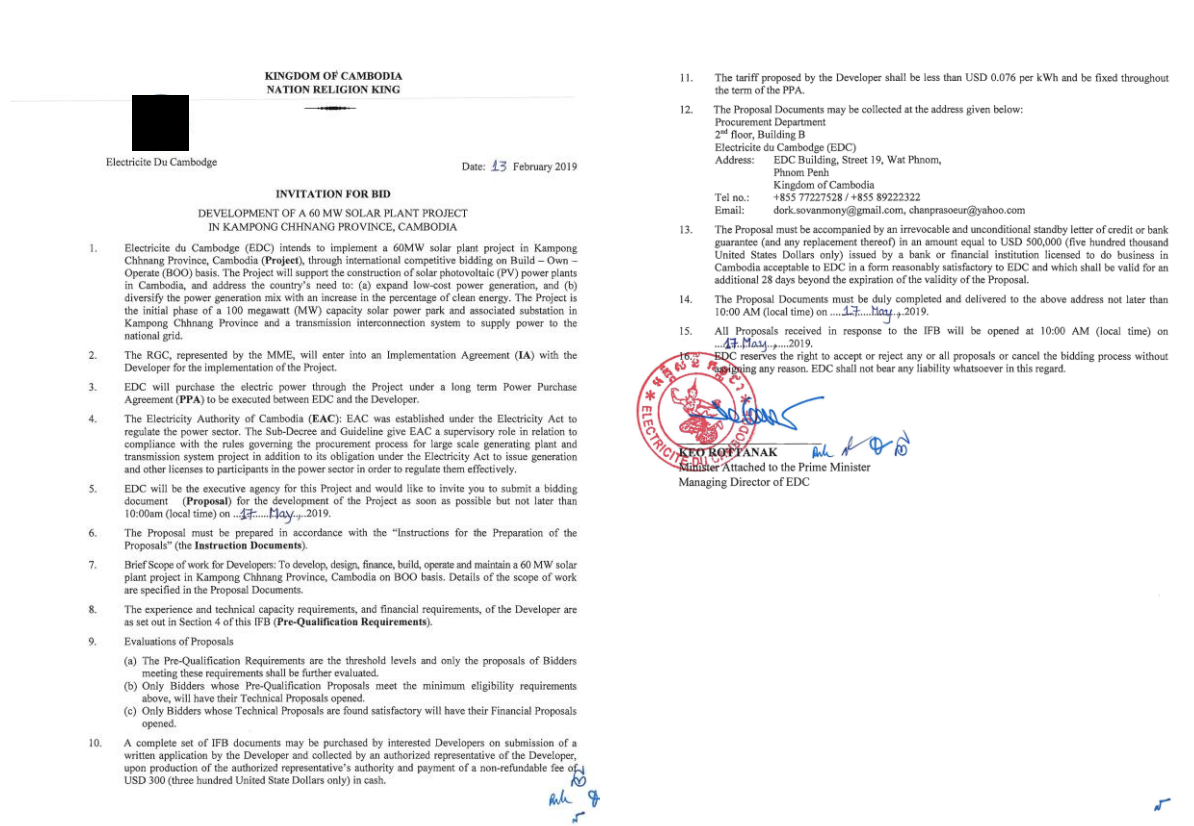 KINGDOM OF CAMBODIA
NATION RELIGION KING
Electricite Du Cambodge
Date: 13 February 2019
INVITATION FOR BID
DEVELOPMENT OF A 60 MW SOLAR PLANT PROJECT
IN KAMPONG CHHNANG PROVINCE, CAMBODIA
1. Electricite du Cambodge (EDC) intends to implement a 60MW solar plant project in Kampong
Chhnang Province, Cambodia (Project), through international competitive bidding on Build – Own –
Operate (BOO) basis. The Project will support the construction of solar photovoltaic (PV) power plants
in Cambodia, and address the country's need to: (a) expand low-cost power generation, and (b)
diversify the power generation mix with an increase in the percentage of clean energy. The Project is
the initial phase of a 100 megawatt (MW) capacity solar power park and associated substation in
Kampong Chhnang Province and a transmission interconnection system to supply power to the
national grid.
2. The RGC, represented by the MME, will enter into an Implementation Agreement (IA) with the
Developer for the implementation of the Project.
3. EDC will purchase the electric power through the Project under a long term Power Purchase
Agreement (PPA) to be executed between EDC and the Developer.
4. The Electricity Authority of Cambodia (EAC): EAC was established under the Electricity Act to
regulate the power sector. The Sub-Decree and Guideline give EAC a supervisory role in relation to
compliance with the rules governing the procurement process for large scale generating plant and
transmission system project in addition to its obligation under the Electricity Act to issue generation
and other licenses to participants in the power sector in order to regulate them effectively.
5. EDC will be the executive agency for this Project and would like to invite you to submit a bidding
document (Proposal) for the development of the Project as soon as possible but not later than
10:00am (local time) on ...17......May..,..2019.
6. The Proposal must be prepared in accordance with the "Instructions for the Preparation of the
Proposals" (the Instruction Documents).
7. Brief Scope of work for Developers: To develop, design, finance, build, operate and maintain a 60 MW solar
plant project in Kampong Chhnang Province, Cambodia on BOO basis. Details of the scope of work
are specified in the Proposal Documents.
8. The experience and technical capacity requirements, and financial requirements, of the Developer are
as set out in Section 4 of this IFB (Pre-Qualification Requirements).
9. Evaluations of Proposals
(a) The Pre-Qualification Requirements are the threshold levels and only the proposals of Bidders
meeting these requirements shall be further evaluated.
(b) Only Bidders whose Pre-Qualification Proposals meet the minimum eligibility requirements
above, will have their Technical Proposals opened.
(c) Only Bidders whose Technical Proposals are found satisfactory will have their Financial Proposals
opened.
10. A complete set of IFB documents may be purchased by interested Developers on submission of a
written application by the Developer and collected by an authorized representative of the Developer,
upon production of the authorized representative's authority and payment of a non-refundable fee of
USD 300 (three hundred United State Dollars only) in cash.
11. The tariff proposed by the Developer shall be less than USD 0.076 per kWh and be fixed throughout
the term of the PPA.
12. The Proposal Documents may be collected at the address given below:
Procurement Department
2nd floor, Building B
Electricite du Cambodge (EDC)
Address: EDC Building, Street 19, Wat Phnom,
Phnom Penh
Kingdom of Cambodia
Tel no.: +855 77227528 / +855 89222322
Email: dork.sovanmony@gmail.com, chanprasoeur@yahoo.com
13. The Proposal must be accompanied by an irrevocable and unconditional standby letter of credit or bank
guarantee (and any replacement thereof) in an amount equal to USD 500,000 (five hundred thousand
United States Dollars only) issued by a bank or financial institution licensed to do business in
Cambodia acceptable to EDC in a form reasonably satisfactory to EDC and which shall be valid for an
additional 28 days beyond the expiration of the validity of the Proposal.
14. The Proposal Documents must be duly completed and delivered to the above address not later than
10:00 AM (local time) on ....17....May..,.2019.
15. All Proposals received in response to the IFB will be opened at 10:00 AM (local time) on
....17..May..,....2019.
16. EDC reserves the right to accept or reject any or all proposals or cancel the bidding process without
assigning any reason. EDC shall not bear any liability whatsoever in this regard.
ELECTRICITE DU CAMBODGE
KEO ROTTANAK
Minister Attached to the Prime Minister
Managing Director of EDC